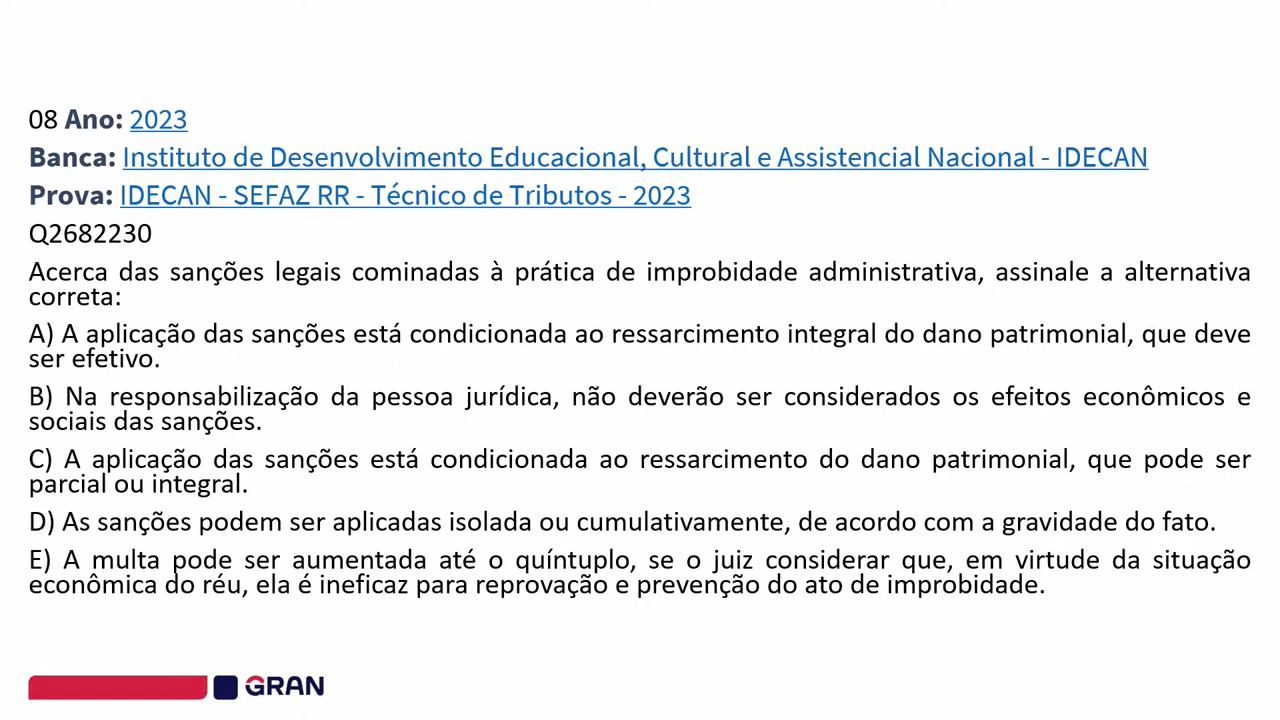 08 Ano: 2023
Banca: Instituto de Desenvolvimento Educacional, Cultural e Assistencial Nacional - IDECAN
Prova: IDECAN - SEFAZ RR - Técnico de Tributos - 2023
Q2682230
Acerca das sanções legais cominadas à prática de improbidade administrativa, assinale a alternativa
correta:
A) A aplicação das sanções está condicionada ao ressarcimento integral do dano patrimonial, que deve
ser efetivo.
B) Na responsabilização da pessoa jurídica, não deverão ser considerados os efeitos econômicos e
sociais das sanções.
C) A aplicação das sanções está condicionada ao ressarcimento do dano patrimonial, que pode ser
parcial ou integral.
D) As sanções podem ser aplicadas isolada ou cumulativamente, de acordo com a gravidade do fato.
E) A multa pode ser aumentada até o quíntuplo, se o juiz considerar que, em virtude da situação
econômica do réu, ela é ineficaz para reprovação e prevenção do ato de improbidade.
GRAN